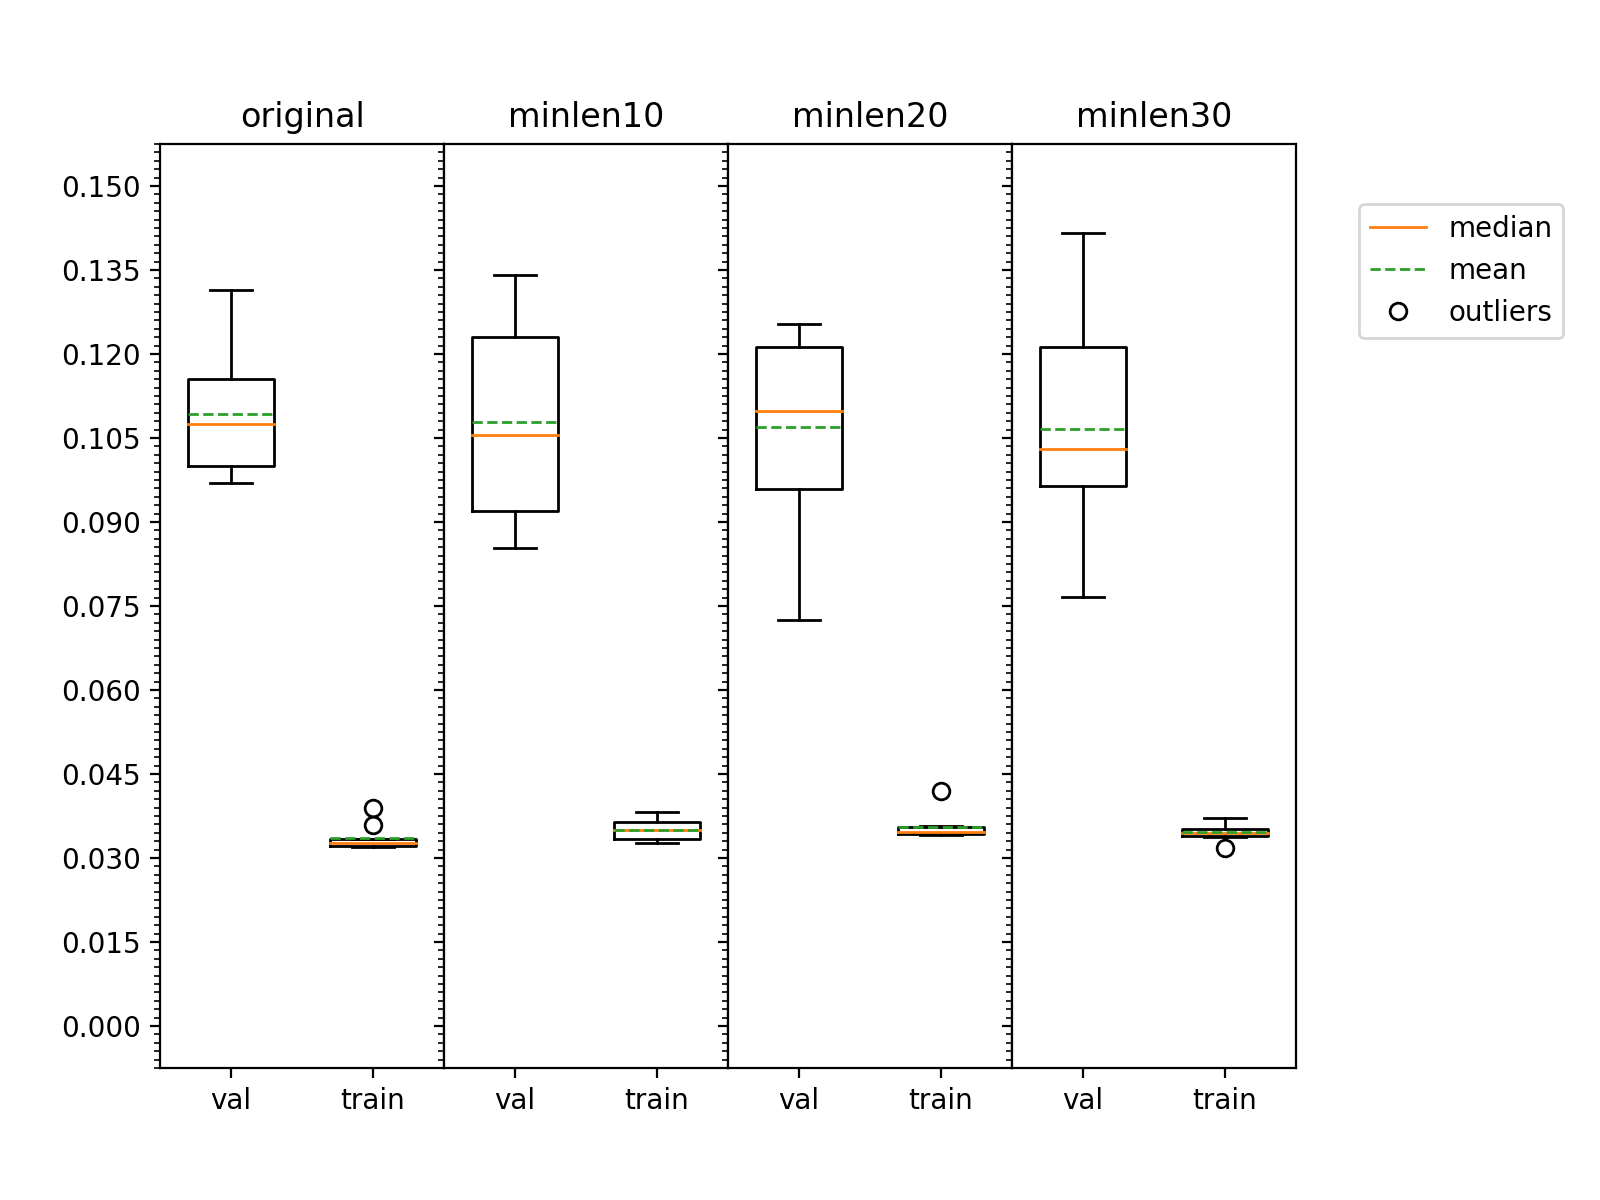 original minlen10 minlen20 minlen30
0.150
0.135
0.120
0.105
0.090
0.075
0.060
0.045
0.030
0.015
0.000
val train val train val train val train
median
mean
outliers